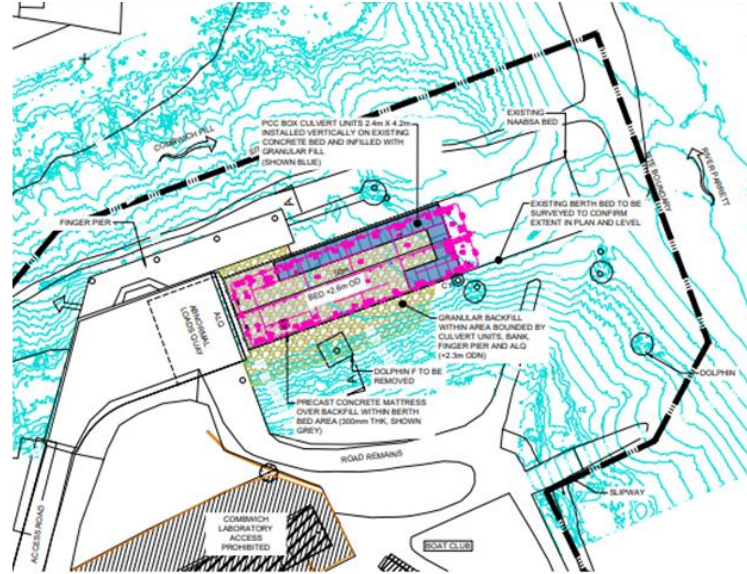 PCC BOX CULVERT UNITS 2.4m X 4.2m
INSTALLED VERTICALLY ON EXISTING
CONCRETE BED AND INFILLED WITH
GRANULAR FILL
(SHOWN BLUE)
EXISTING
NAABSA BED
COMBWICH PILL
RIVER PARRETT
SITE BOUNDARY
FINGER PIER
A
EXISTING BERTH BED TO BE
SURVEYED TO CONFIRM
EXTENT IN PLAN AND LEVEL
50m
BED +2.6m OD
ALQ
ABNORMAL
LOADS QUAY
GRANULAR BACKFILL
WITHIN AREA BOUNDED BY
CULVERT UNITS, BANK,
FINGER PIER AND ALQ
(+2.3m ODN)
DOLPHIN
DOLPHIN F TO BE
REMOVED
A
PRECAST CONCRETE MATTRESS
OVER BACKFILL WITHIN BERTH
BED AREA (300mm THK, SHOWN
GREY)
ROAD REMAINS
SLIPWAY
ACCESS ROAD
COMBWICH
LABORATORY
ACCESS
PROHIBITED
BOAT CLUB